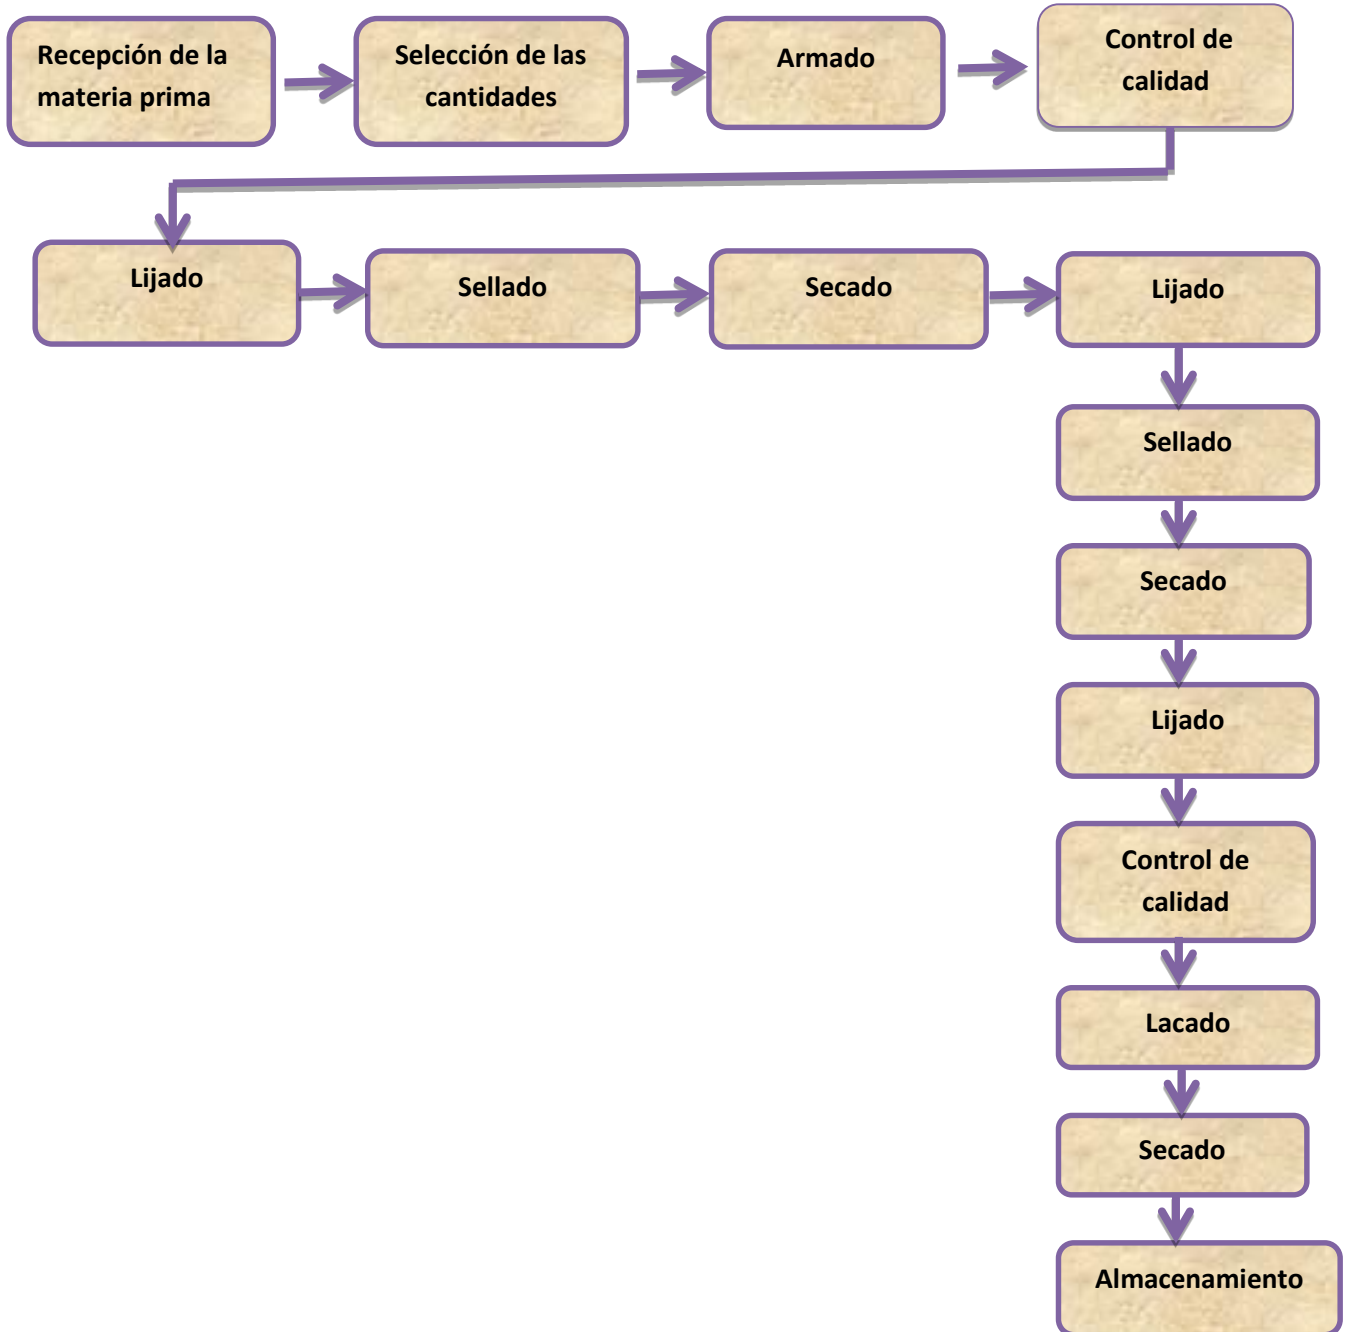 Recepción de la
materia prima
Selección de las
cantidades
Armado
Control de
calidad
Lijado
Sellado
Secado
Lijado
Sellado
Secado
Lijado
Control de
calidad
Lacado
Secado
Almacenamiento